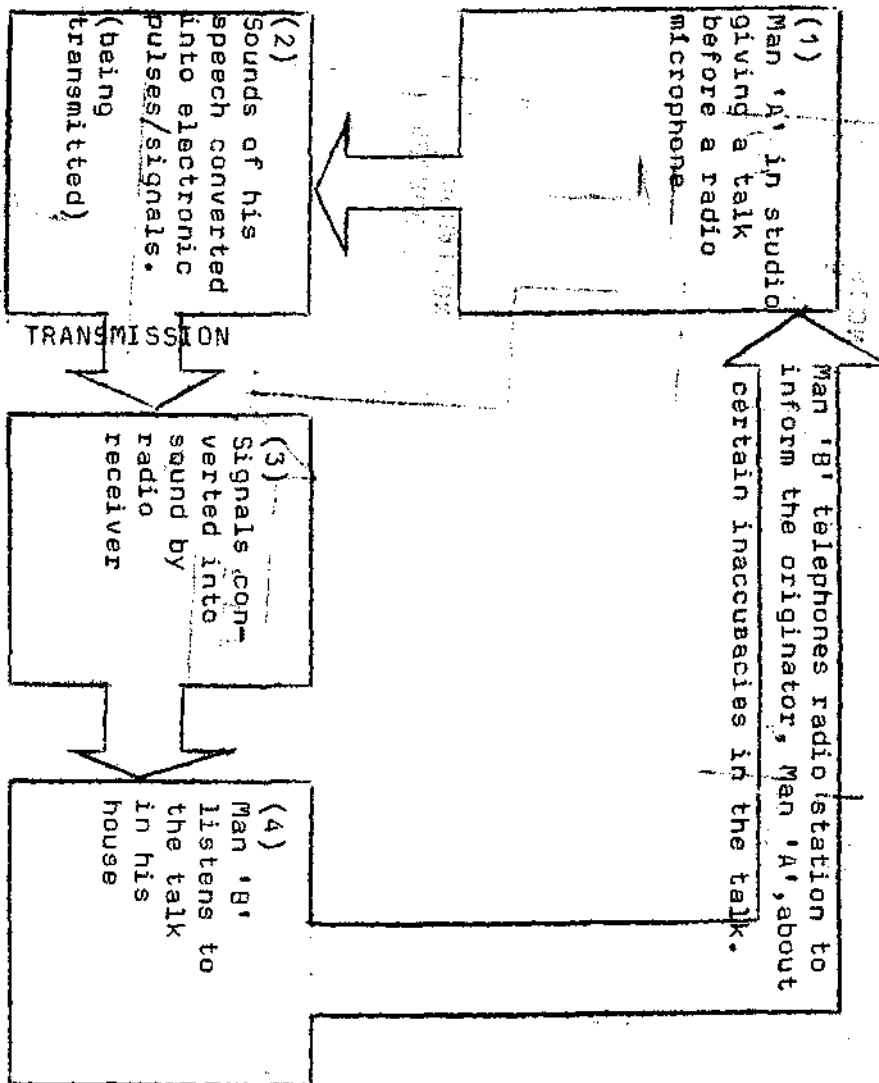 (1)
Man 'A' in studio
giving a talk
before a radio
microphone
(2)
Sounds of his
speech converted
into electronic
pulses/signals.
(being
transmitted)
TRANSMISSION
(3)
Signals con-
verted into
sound by
radio
receiver
(4)
Man 'B'
listens to
the talk
in his
house
Man 'B' telephones radio station to
inform the originator, Man 'A', about
certain inaccuracies in the talk.